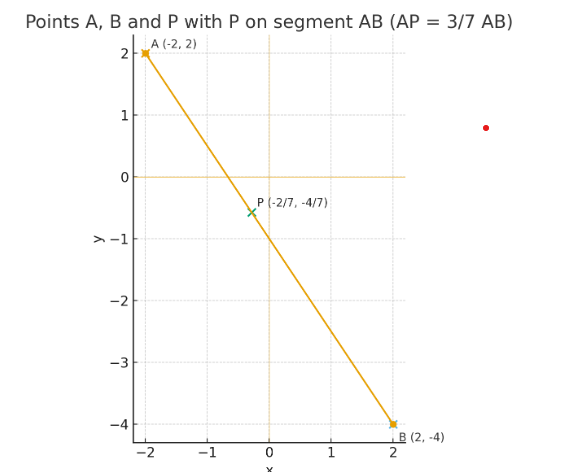 Points A, B and P with P on segment AB (AP = 3/7 AB)
A (-2, 2)
2
1
0
P (-2/7, -4/7)
y
−1
−2
−3
−4
B (2, -4)
−2 −1 0 1 2
x